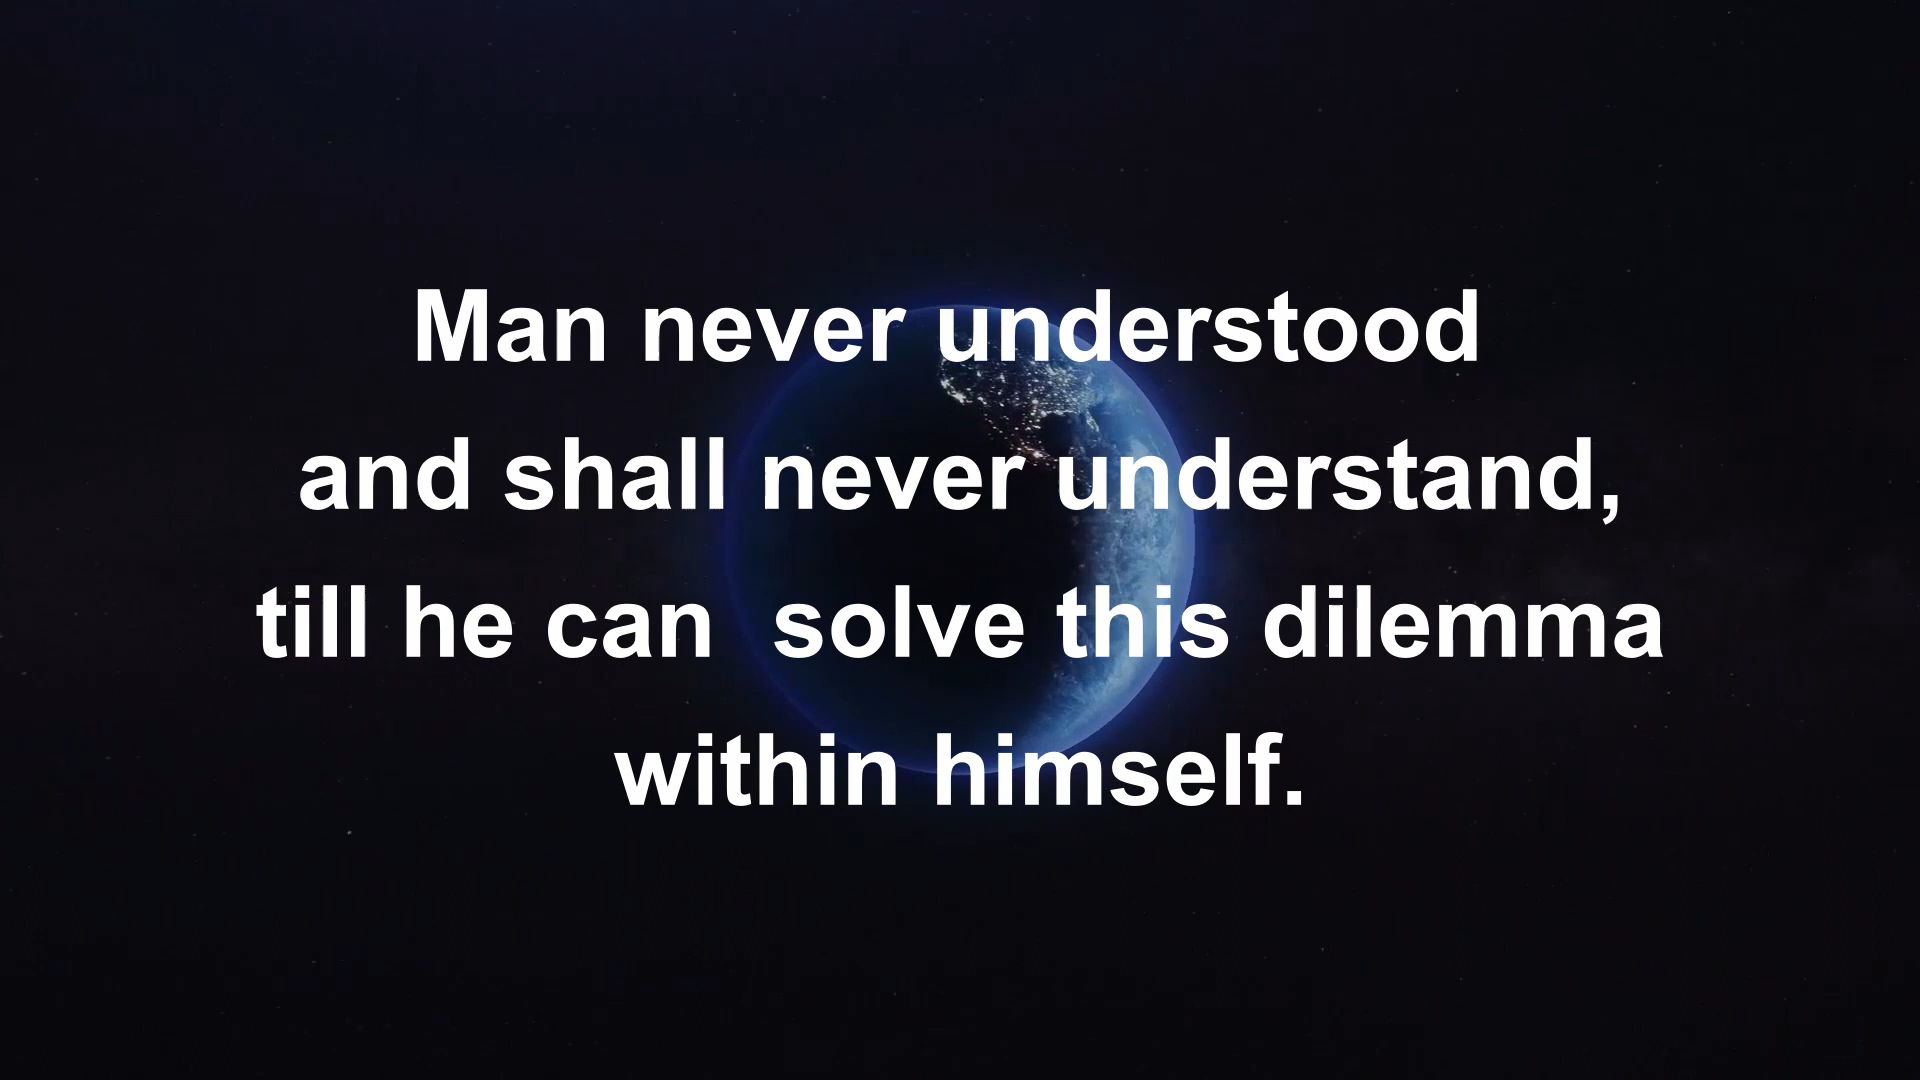 Man never understood
and shall never understand,
till he can  solve this dilemma
within himself.